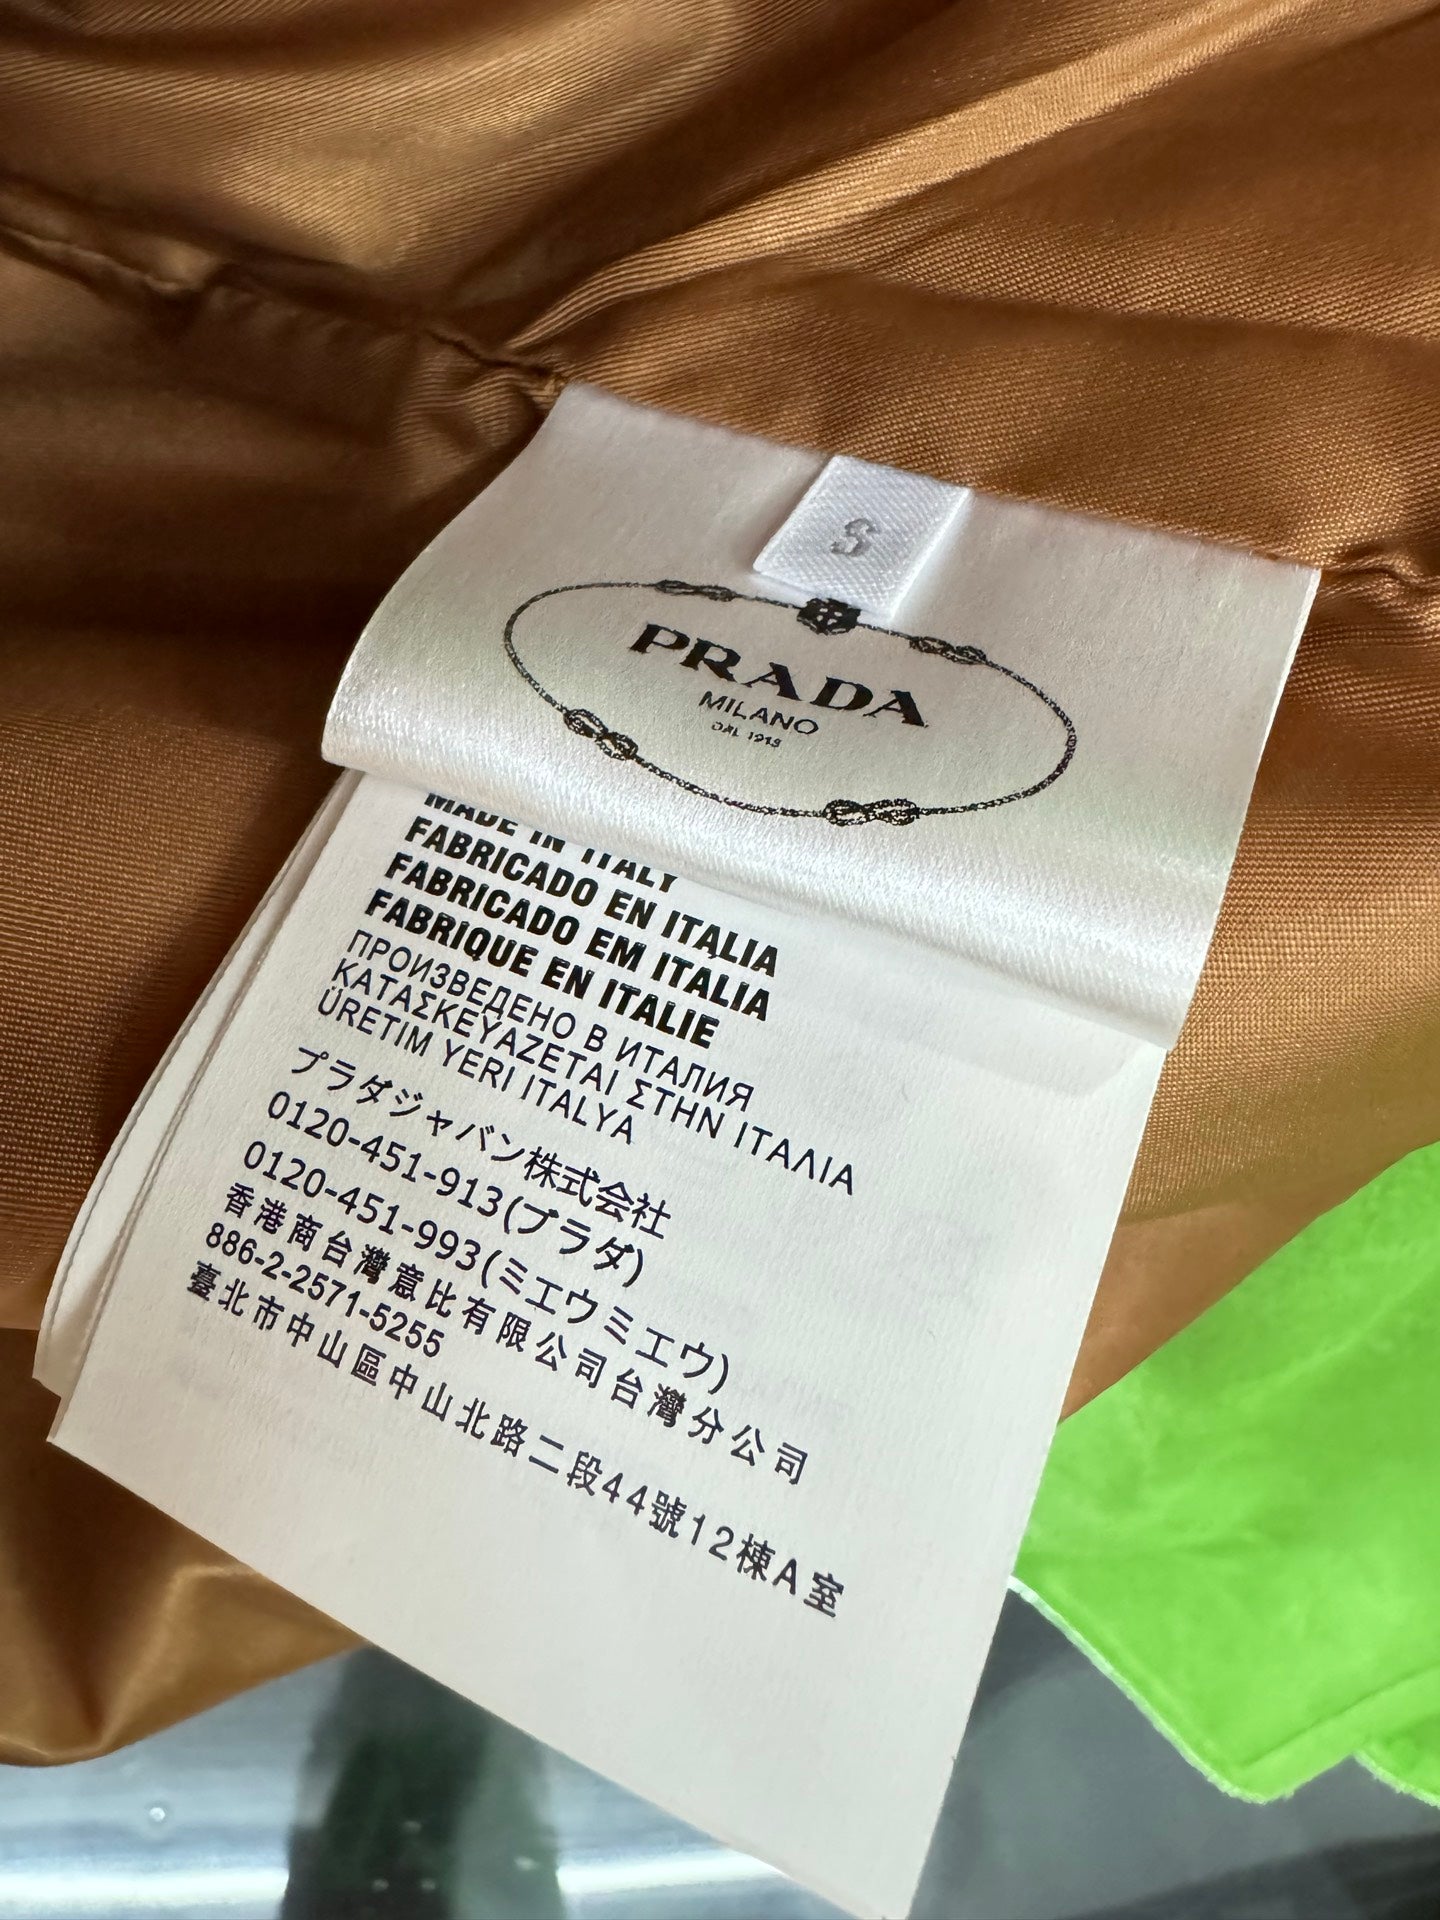 S
PRADA
MILANO
DAL 1913
MADE IN ITALY
FABRICADO EN ITALIA
FABRICADO EM ITALIA
FABRIQUE EN ITALIE
ПРОИЗВЕДЕНО В ИТАЛИЯ
ΚΑΤΑΣΚΕΥΑΖΕΤΑΙ ΣΤΗΝ ΙΤΑΛΙΑ
ÜRETIM YERI ITALYA
プラダジャパン株式会社
0120-451-913(プラダ)
0120-451-993(ミエウミエウ)
香港商台灣意比有限公司台灣分公司
886-2-2571-5255
臺北市中山區中山北路二段44號12棟A室